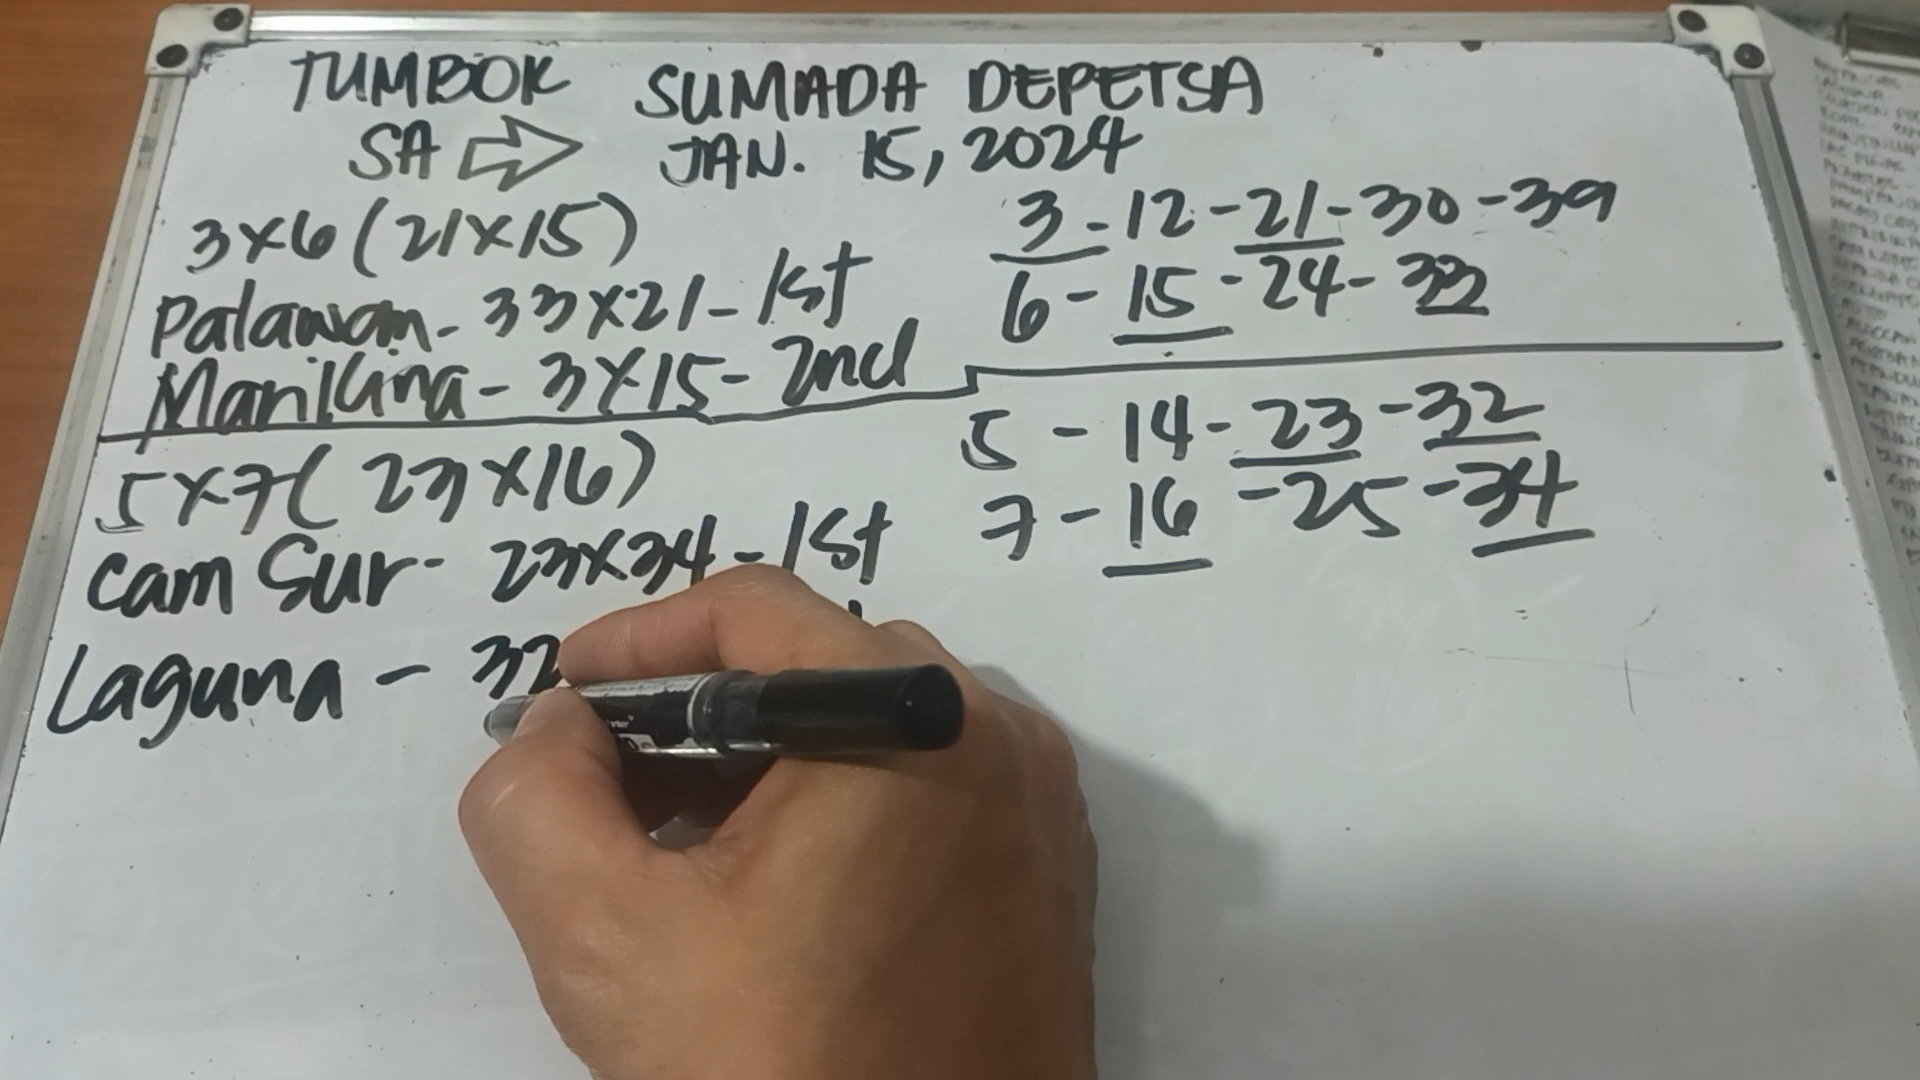 TUMBOK SUMADA DEPETSA
SA JAN. 15, 2024
3x6 (21x15)
Palawan - 33x21 - 1st
Marikina - 3x15 - 2nd
3 - 12 - 21 - 30 - 39
6 - 15 - 24 - 33
5x7 (23x16)
Cam Sur - 23x34 - 1st
Laguna - 32
5 - 14 - 23 - 32
7 - 16 - 25 - 34